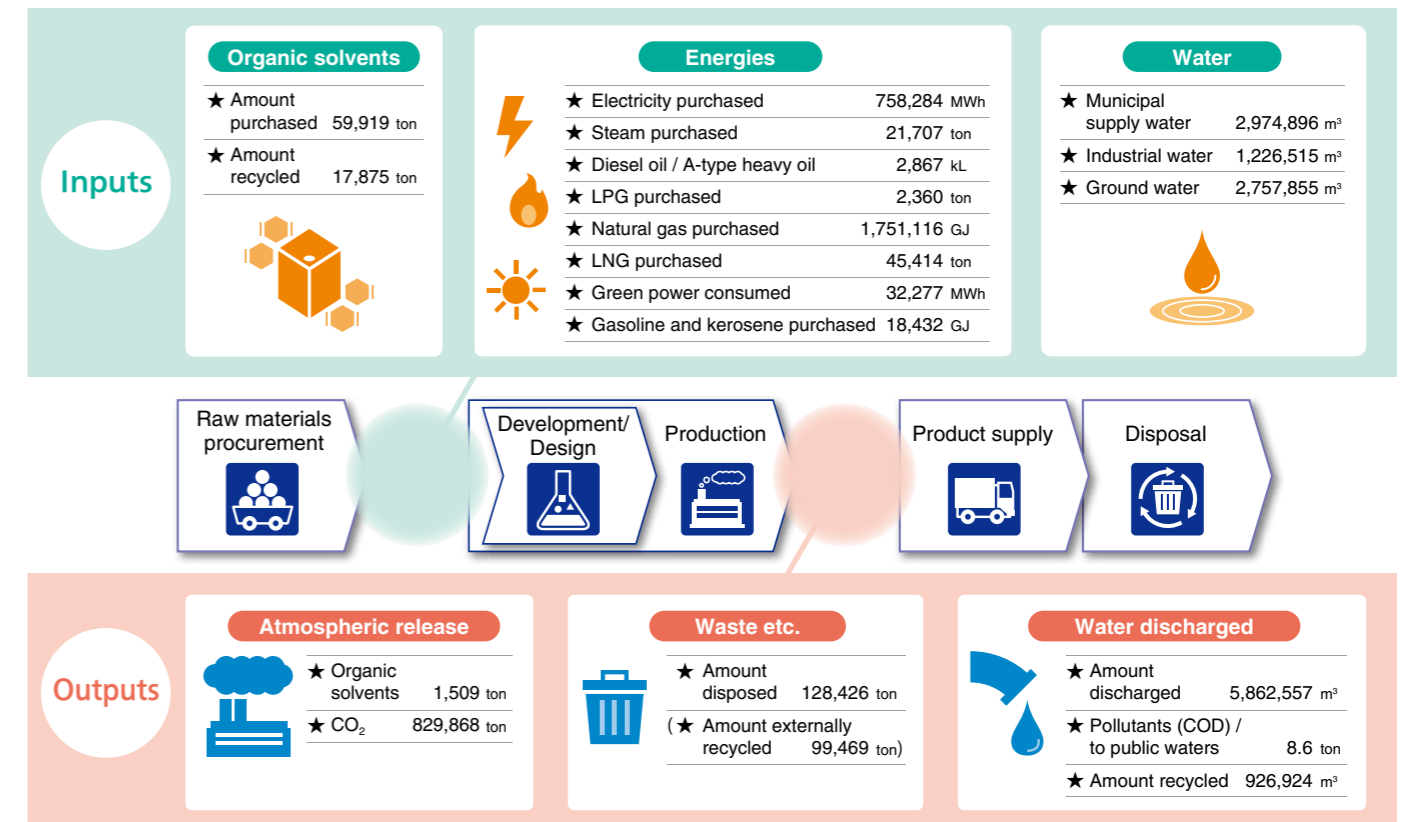 Inputs
Organic solvents
★ Amount
purchased 59,919 ton
★ Amount
recycled 17,875 ton
Energies
★ Electricity purchased 758,284 MWh
★ Steam purchased 21,707 ton
★ Diesel oil / A-type heavy oil 2,867 kL
★ LPG purchased 2,360 ton
★ Natural gas purchased 1,751,116 GJ
★ LNG purchased 45,414 ton
★ Green power consumed 32,277 MWh
★ Gasoline and kerosene purchased 18,432 GJ
Water
★ Municipal
supply water 2,974,896 m³
★ Industrial water 1,226,515 m³
★ Ground water 2,757,855 m³
Raw materials
procurement
Development/
Design
Production
Product supply
Disposal
Outputs
Atmospheric release
★ Organic
solvents 1,509 ton
★ CO₂ 829,868 ton
Waste etc.
★ Amount
disposed 128,426 ton
(★ Amount externally
recycled 99,469 ton)
Water discharged
★ Amount
discharged 5,862,557 m³
★ Pollutants (COD) /
to public waters 8.6 ton
★ Amount recycled 926,924 m³